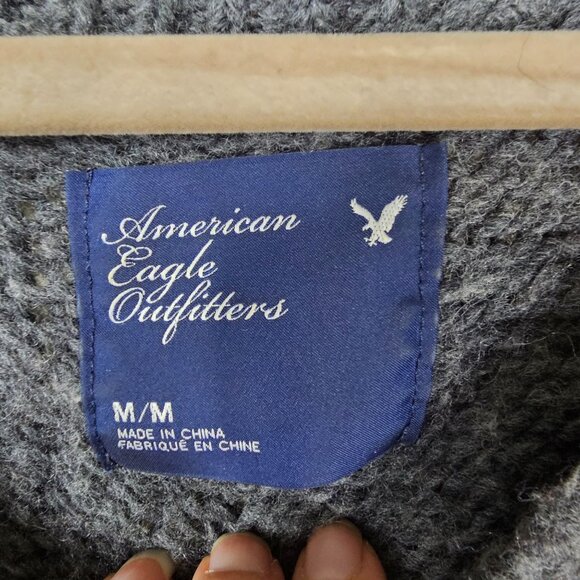 American
Eagle
Outfitters
M/M
MADE IN CHINA
FABRIQUÉ EN CHINE